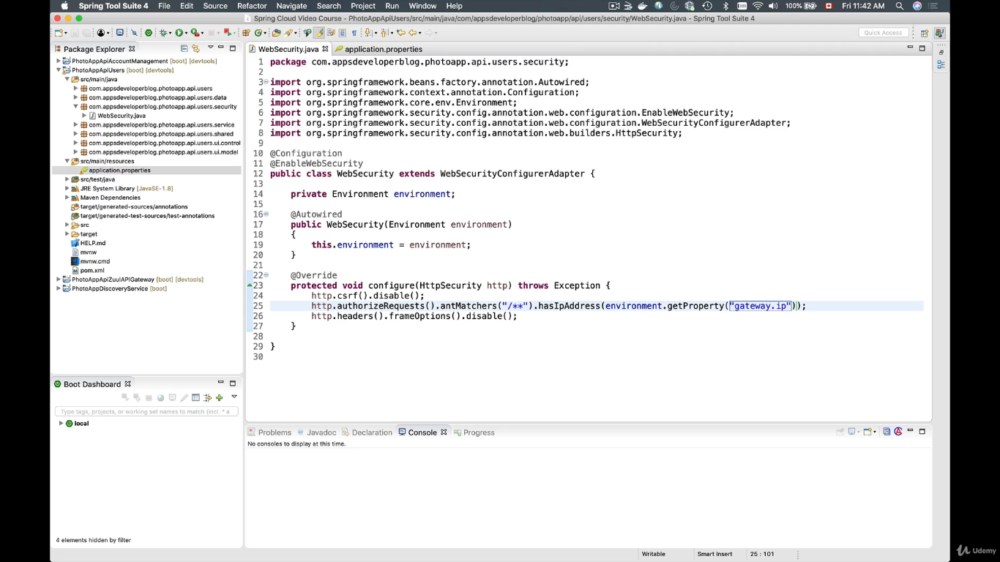 Spring Tool Suite 4 File Edit Source Refactor Navigate Search Project Run Window Help 100% Fri 11:42 AM
Spring Cloud Video Course - PhotoAppApiUsers/src/main/java/com/appsdeveloperblog/photoapp/api/users/security/WebSecurity.java - Spring Tool Suite 4
Quick Access
Package Explorer
PhotoAppApiAccountManagement [boot] [devtools]
PhotoAppApiUsers [boot] [devtools]
src/main/java
com.appsdeveloperblog.photoapp.api.users
com.appsdeveloperblog.photoapp.api.users.data
com.appsdeveloperblog.photoapp.api.users.security
WebSecurity.java
com.appsdeveloperblog.photoapp.api.users.service
com.appsdeveloperblog.photoapp.api.users.shared
com.appsdeveloperblog.photoapp.api.users.ui.control
com.appsdeveloperblog.photoapp.api.users.ui.model
src/main/resources
application.properties
src/test/java
JRE System Library [JavaSE-1.8]
Maven Dependencies
target/generated-sources/annotations
target/generated-test-sources/test-annotations
src
target
HELP.md
mvnw
mvnw.cmd
pom.xml
PhotoAppApiZuulAPIGateway [boot] [devtools]
PhotoAppDiscoveryService [boot]
WebSecurity.java application.properties
1 package com.appsdeveloperblog.photoapp.api.users.security;
2
3 import org.springframework.beans.factory.annotation.Autowired;
4 import org.springframework.context.annotation.Configuration;
5 import org.springframework.core.env.Environment;
6 import org.springframework.security.config.annotation.web.configuration.EnableWebSecurity;
7 import org.springframework.security.config.annotation.web.configuration.WebSecurityConfigurerAdapter;
8 import org.springframework.security.config.annotation.web.builders.HttpSecurity;
9
10 @Configuration
11 @EnableWebSecurity
12 public class WebSecurity extends WebSecurityConfigurerAdapter {
13
14 private Environment environment;
15
16 @Autowired
17 public WebSecurity(Environment environment)
18 {
19 this.environment = environment;
20 }
21
22 @Override
23 protected void configure(HttpSecurity http) throws Exception {
24 http.csrf().disable();
25 http.authorizeRequests().antMatchers("/**").hasIpAddress(environment.getProperty("gateway.ip"));
26 http.headers().frameOptions().disable();
27 }
28
29 }
30
Boot Dashboard
Type tags, projects, or working set names to match (incl. * a
local
4 elements hidden by filter
Problems Javadoc Declaration Console Progress
No consoles to display at this time.
Writable Smart Insert 25 : 101
Udemy